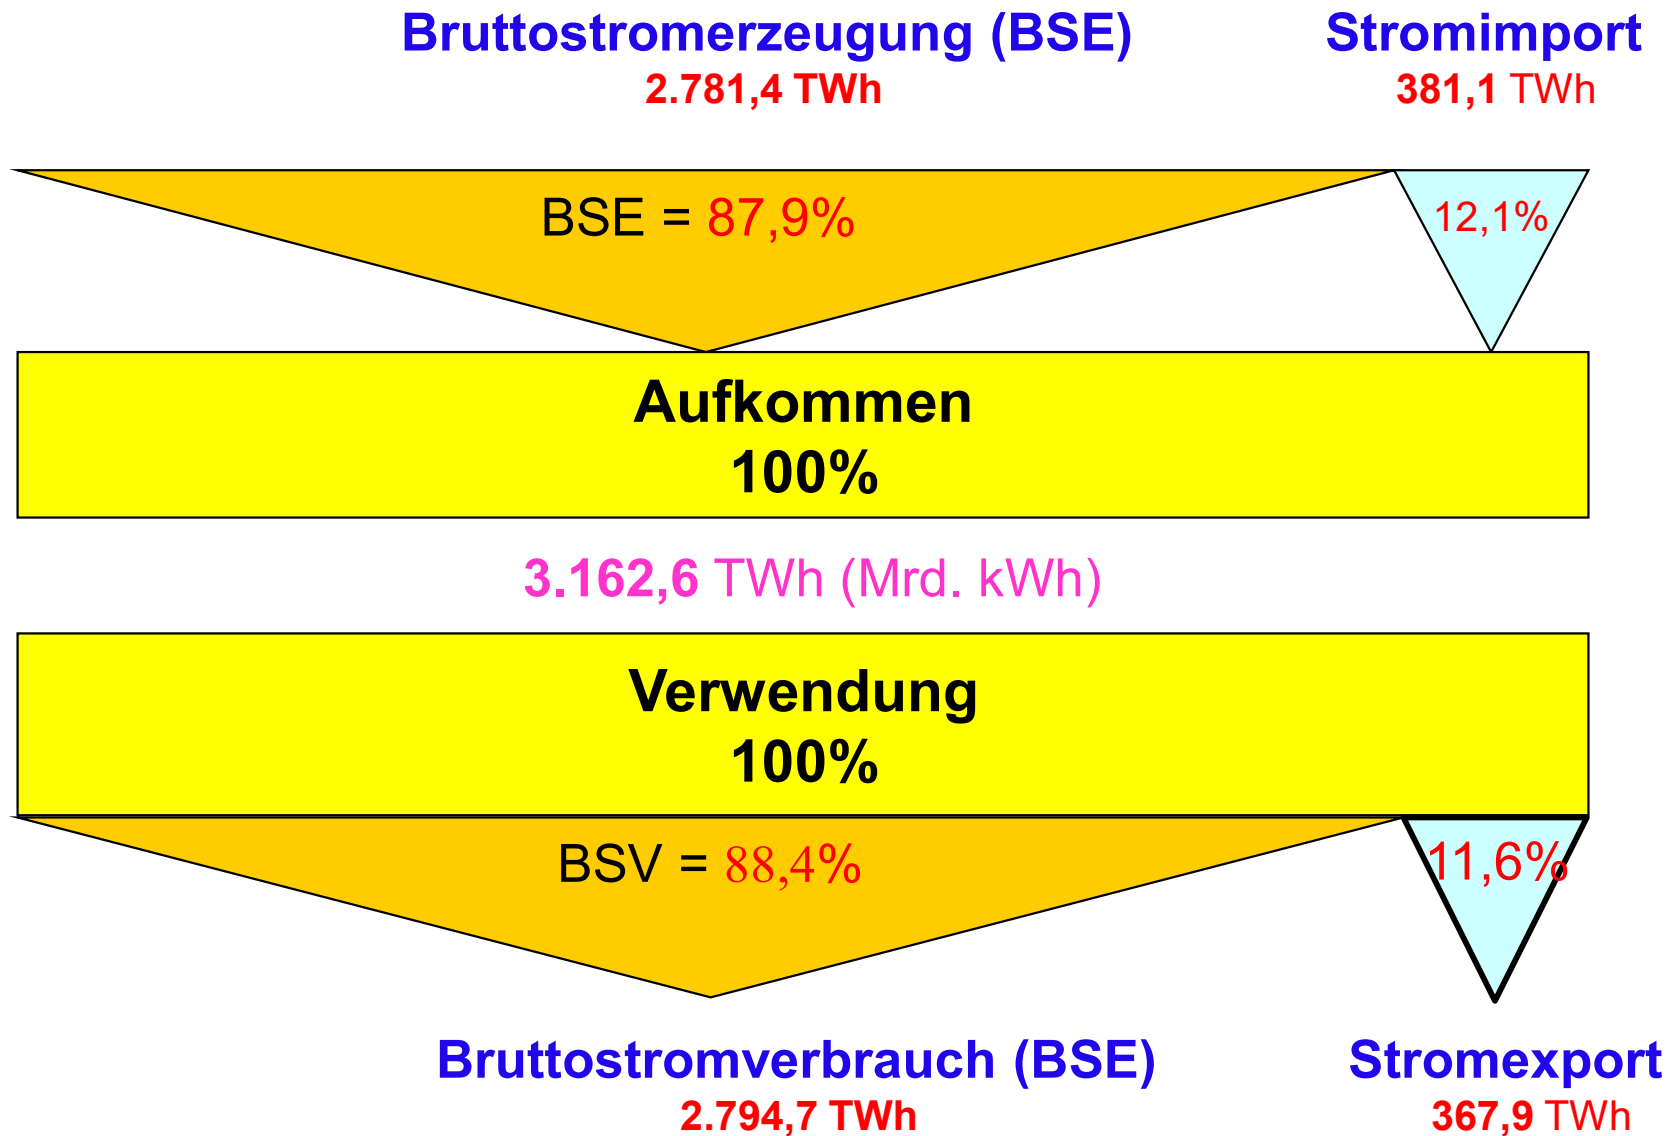 Bruttostromerzeugung (BSE)
Stromimport
2.781,4 TWh
381,1 TWh
BSE = 87,9%
12,1%
Aufkommen
100%
3.162,6 TWh (Mrd. kWh)
Verwendung
100%
BSV = 88,4%
11,6%
Bruttostromverbrauch (BSE)
Stromexport
2.794,7 TWh
367,9 TWh